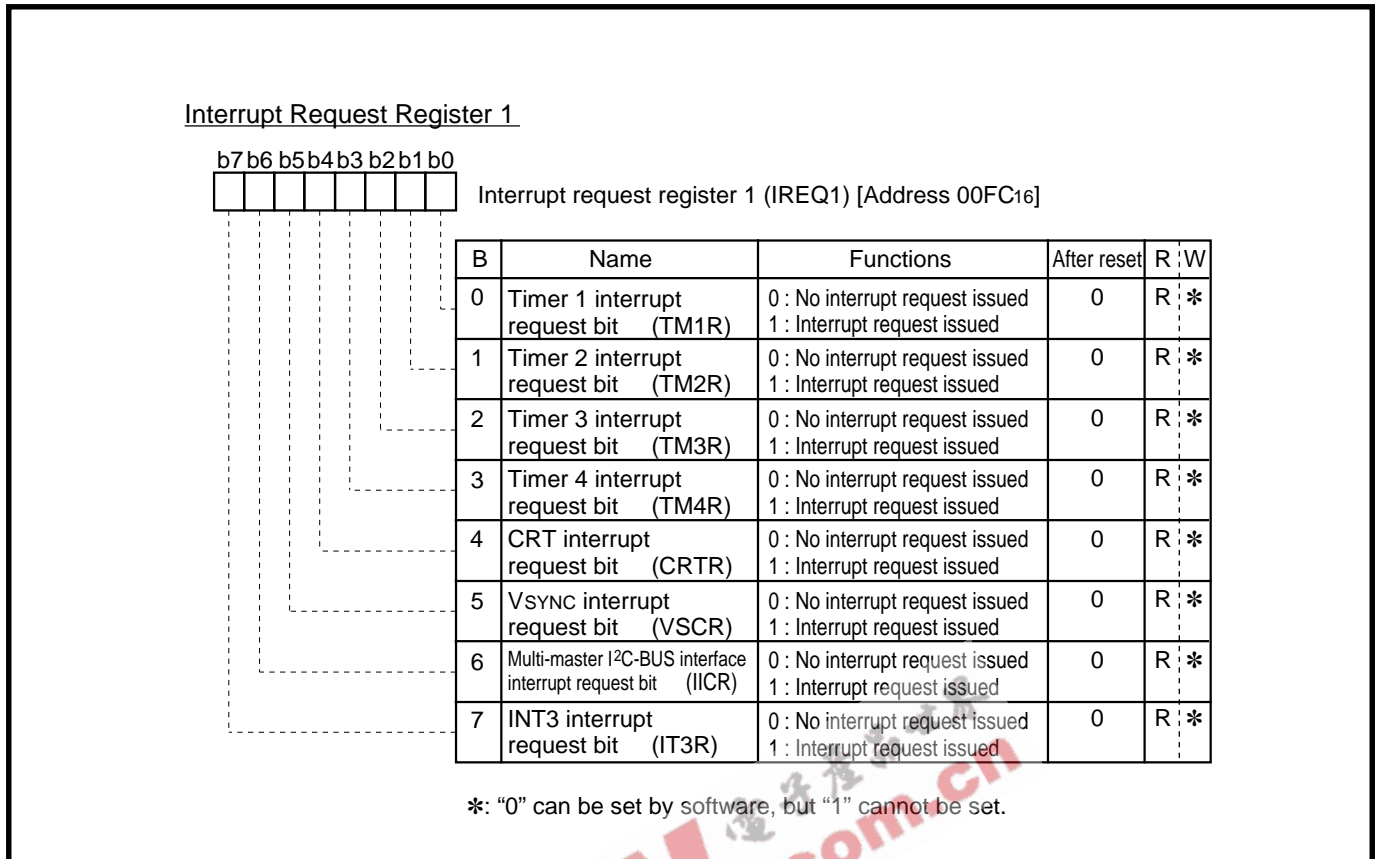 Interrupt Request Register 1
b7 b6 b5 b4 b3 b2 b1 b0
Interrupt request register 1 (IREQ1) [Address 00FC16]
B Name Functions After reset R W
0 Timer 1 interrupt request bit (TM1R) 0 : No interrupt request issued 1 : Interrupt request issued 0 R ✻
1 Timer 2 interrupt request bit (TM2R) 0 : No interrupt request issued 1 : Interrupt request issued 0 R ✻
2 Timer 3 interrupt request bit (TM3R) 0 : No interrupt request issued 1 : Interrupt request issued 0 R ✻
3 Timer 4 interrupt request bit (TM4R) 0 : No interrupt request issued 1 : Interrupt request issued 0 R ✻
4 CRT interrupt request bit (CRTR) 0 : No interrupt request issued 1 : Interrupt request issued 0 R ✻
5 VSYNC interrupt request bit (VSCR) 0 : No interrupt request issued 1 : Interrupt request issued 0 R ✻
6 Multi-master I2C-BUS interface interrupt request bit (IICR) 0 : No interrupt request issued 1 : Interrupt request issued 0 R ✻
7 INT3 interrupt request bit (IT3R) 0 : No interrupt request issued 1 : Interrupt request issued 0 R ✻
✻: “0” can be set by software, but “1” cannot be set.
电子产品世界
.com.cn